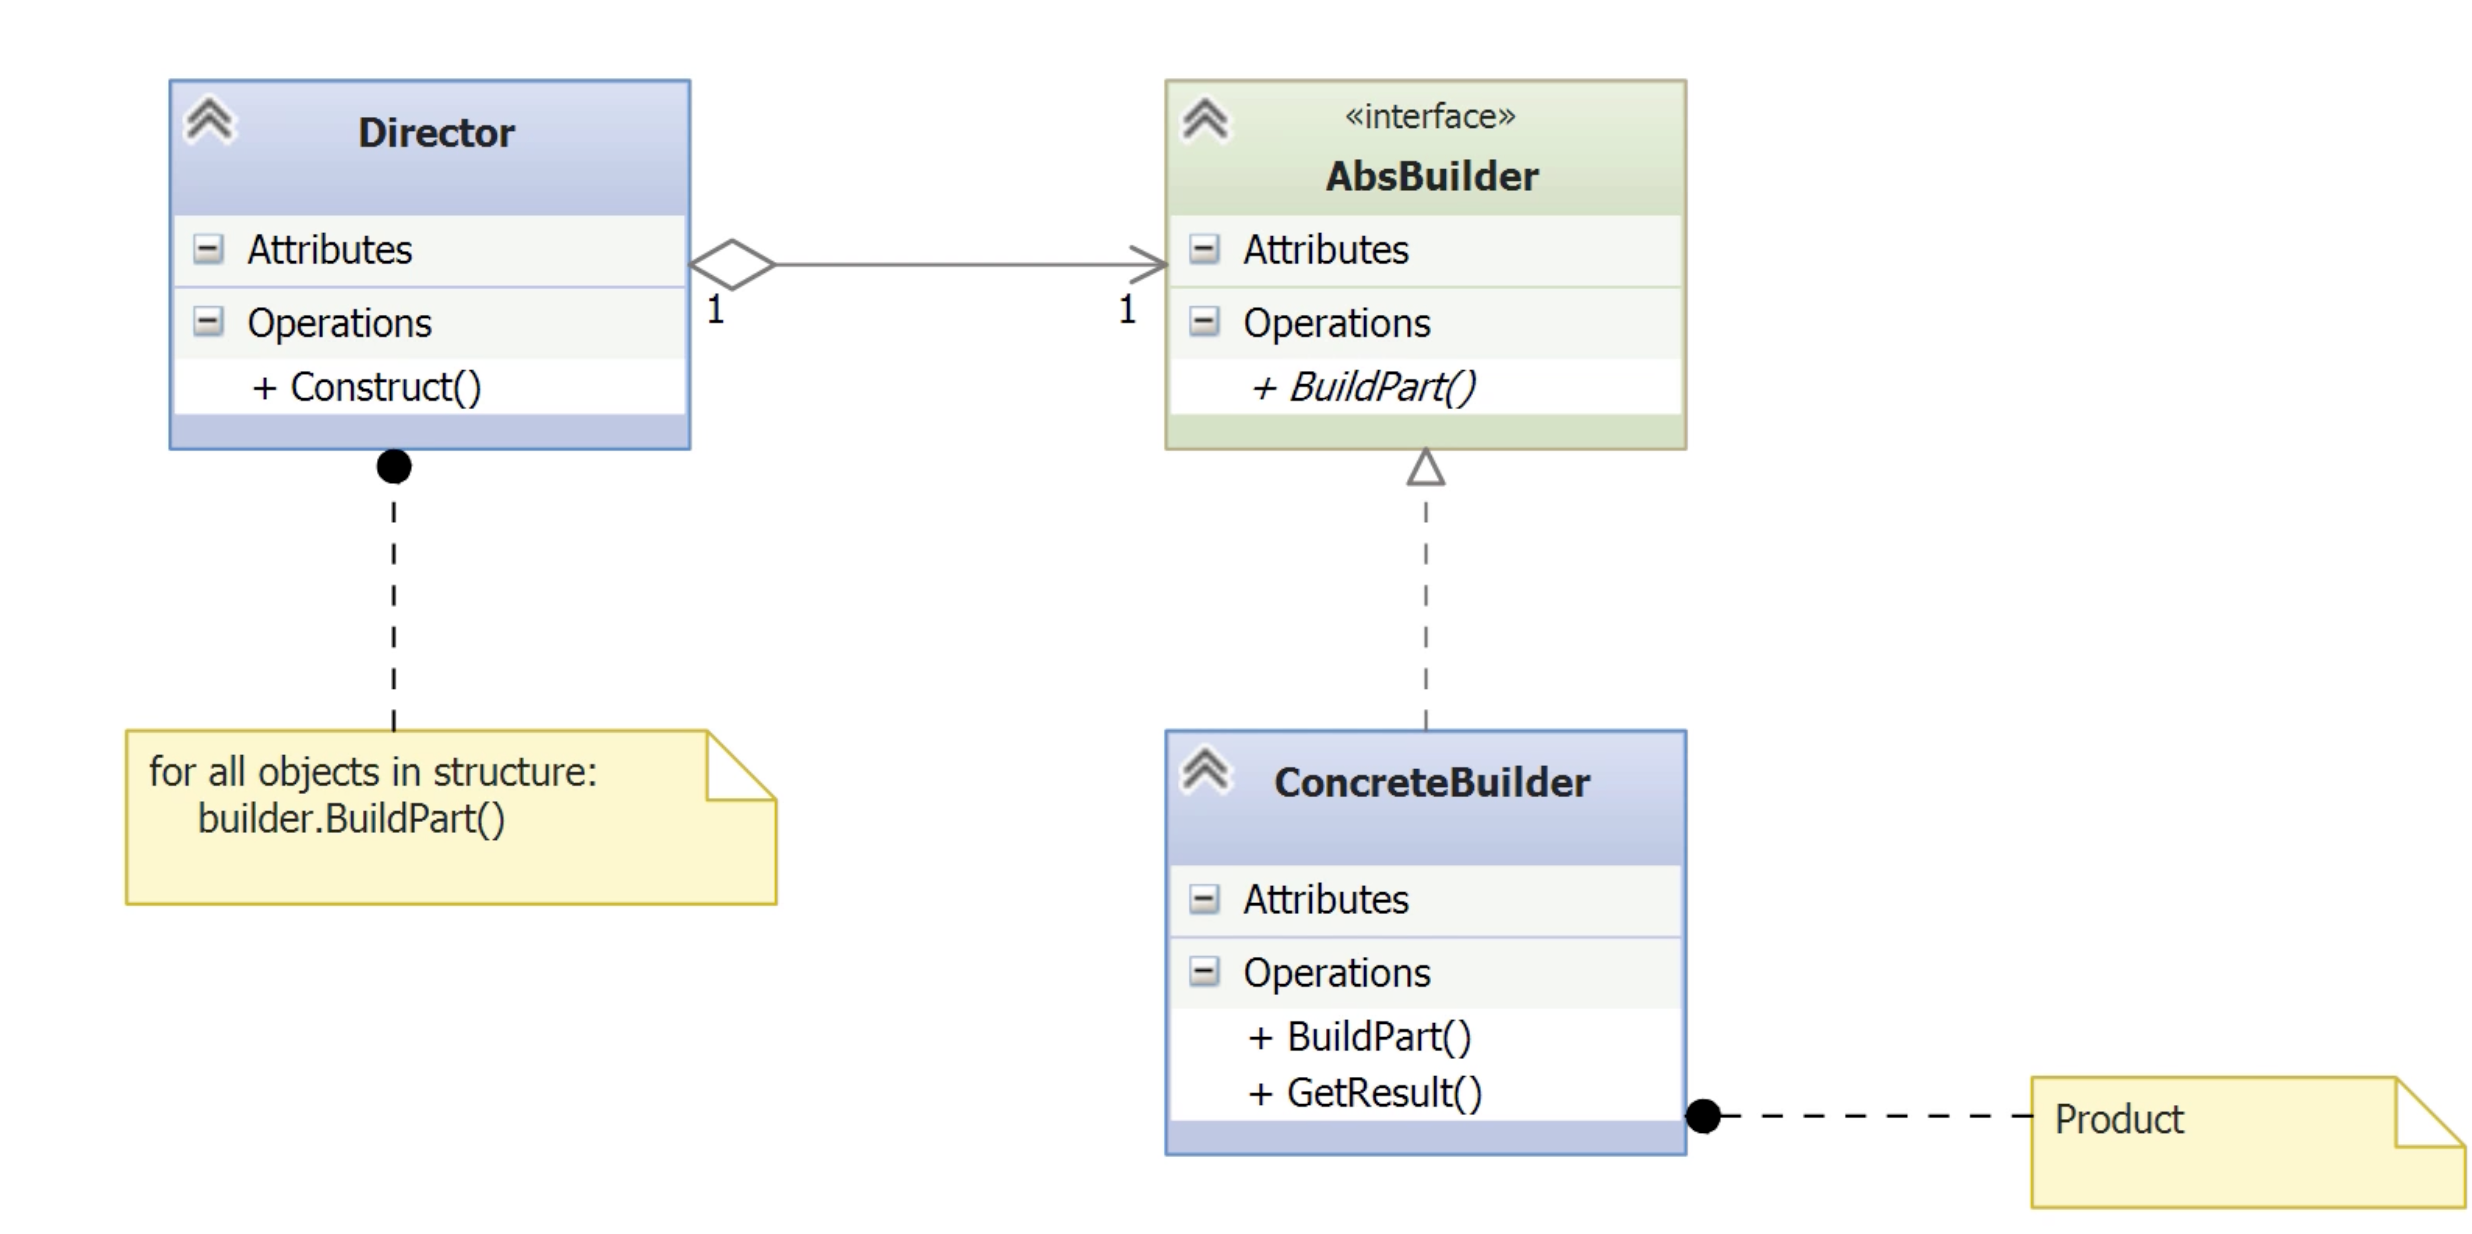 Director
Attributes
Operations
+ Construct()
1
1
«interface»
AbsBuilder
Attributes
Operations
+ BuildPart()
for all objects in structure:
builder.BuildPart()
ConcreteBuilder
Attributes
Operations
+ BuildPart()
+ GetResult()
Product